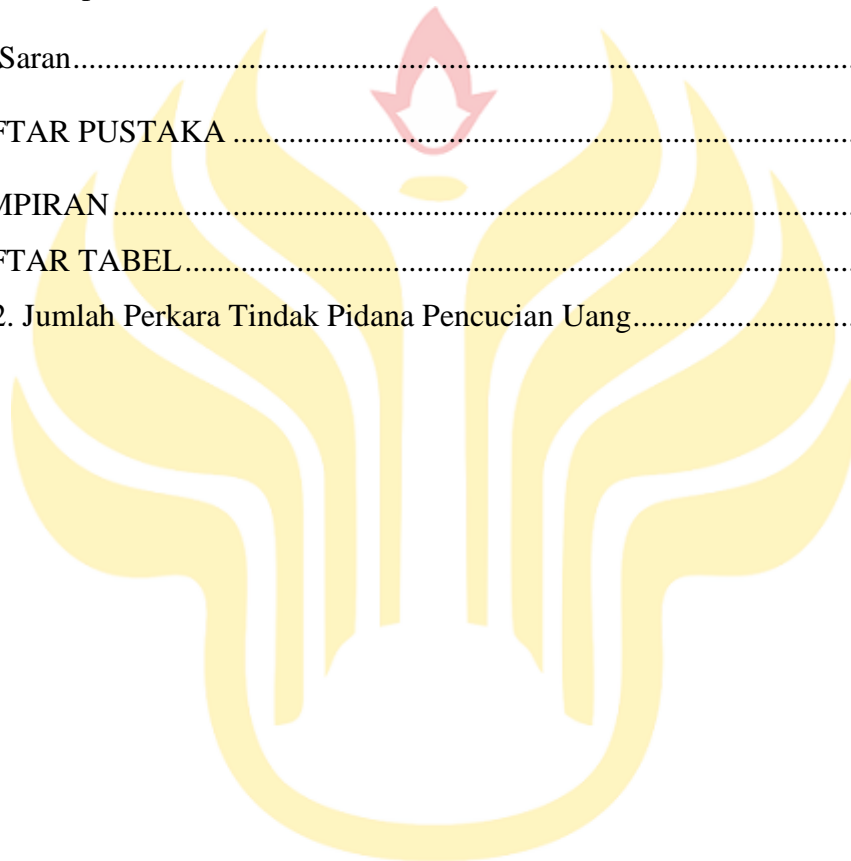 Saran..........................................................................................
FTAR PUSTAKA ............................................................................
MPIRAN...........................................................................................
FTAR TABEL..................................................................................
2. Jumlah Perkara Tindak Pidana Pencucian Uang...........................